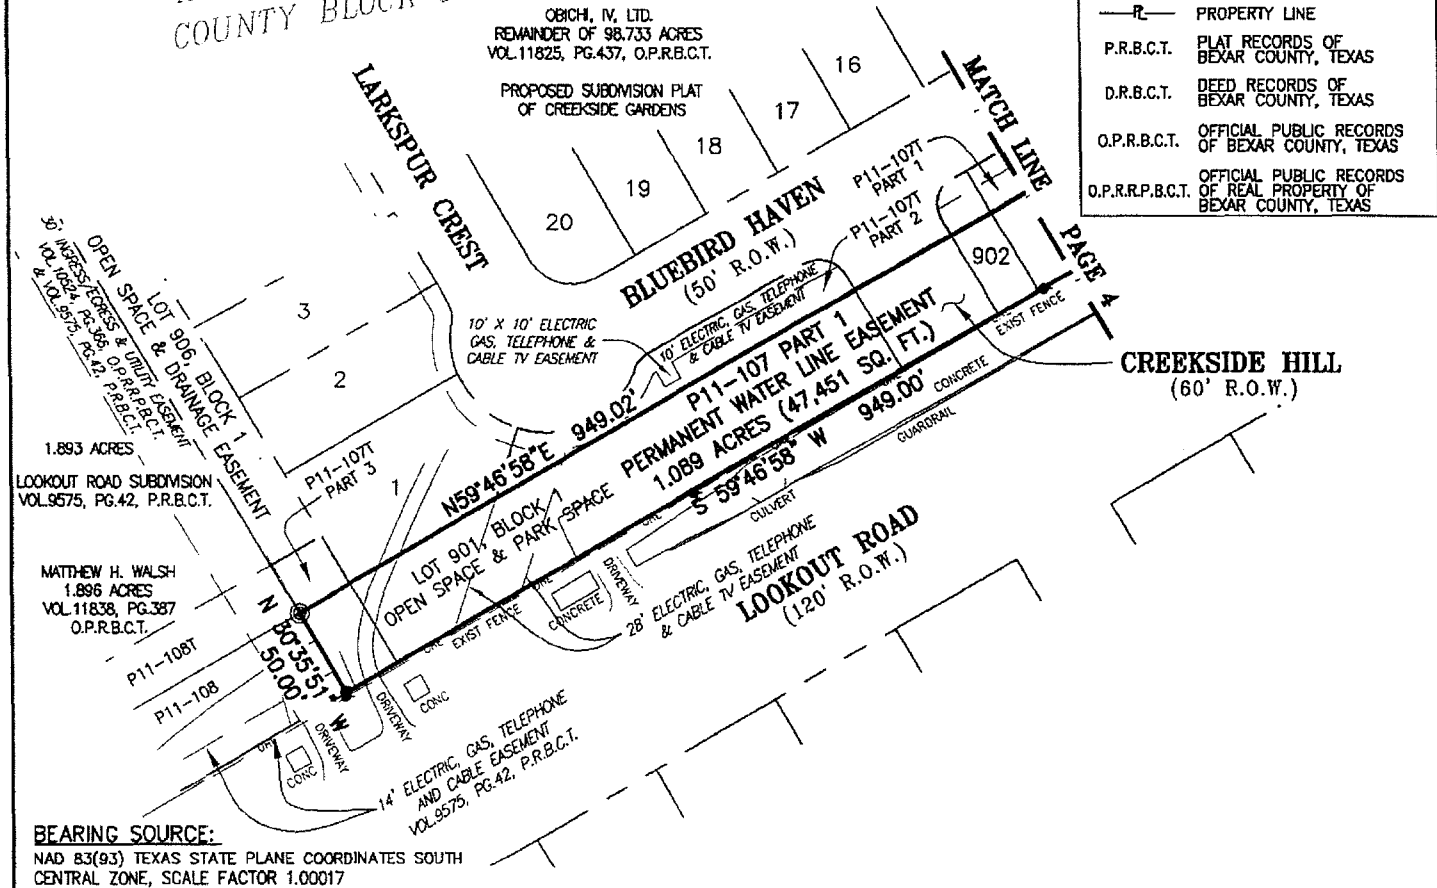 COUNTY BLOCK
OBICHI, IV, LTD.
REMAINDER OF 98.733 ACRES
VOL.11825, PG.437, O.P.R.B.C.T.
PROPOSED SUBDIVISION PLAT
OF CREEKSIDE GARDENS
PROPERTY LINE
P.R.B.C.T. PLAT RECORDS OF
BEXAR COUNTY, TEXAS
D.R.B.C.T. DEED RECORDS OF
BEXAR COUNTY, TEXAS
O.P.R.B.C.T. OFFICIAL PUBLIC RECORDS
OF BEXAR COUNTY, TEXAS
O.P.R.R.P.B.C.T. OFFICIAL PUBLIC RECORDS
OF REAL PROPERTY OF
BEXAR COUNTY, TEXAS
MATCH LINE
PAGE 4
LARKSPUR CREST
16
17
18
19
20
3
2
1
902
BLUEBIRD HAVEN
(50' R.O.W.)
P11-107T
PART 1
P11-107T
PART 2
10' ELECTRIC, GAS, TELEPHONE
& CABLE TV EASEMENT
10' X 10' ELECTRIC
GAS, TELEPHONE &
CABLE TV EASEMENT
30' INGRESS/EGRESS & UTILITY EASEMENT
VOL.10524, PG.366, O.P.R.R.P.B.C.T.
& VOL.9575, PG.42, P.R.B.C.T.
LOT 906, BLOCK 1
OPEN SPACE & DRAINAGE EASEMENT
1.893 ACRES
LOOKOUT ROAD SUBDIVISION
VOL.9575, PG.42, P.R.B.C.T.
P11-107T
PART 3
MATTHEW H. WALSH
1.896 ACRES
VOL.11838, PG.387
O.P.R.B.C.T.
P11-108T
P11-108
N59°46'58"E 949.02'
P11-107 PART 1
PERMANENT WATER LINE EASEMENT
1.089 ACRES (47,451 SQ. FT.)
S 59°46'58" W 949.00'
LOT 901, BLOCK 1
OPEN SPACE & PARK SPACE
N 30°35'51" W
50.00'
CREEKSIDE HILL
(60' R.O.W.)
EXIST FENCE
CONCRETE
GUARDRAIL
CULVERT
OHE
OHE
OHE
OHE
EXIST FENCE
CONCRETE
DRIVEWAY
28' ELECTRIC, GAS, TELEPHONE
& CABLE TV EASEMENT
LOOKOUT ROAD
(120' R.O.W.)
CONC
DRIVEWAY
DRIVEWAY
CONC
14' ELECTRIC, GAS, TELEPHONE
AND CABLE EASEMENT
VOL.9575, PG.42, P.R.B.C.T.
BEARING SOURCE:
NAD 83(93) TEXAS STATE PLANE COORDINATES SOUTH
CENTRAL ZONE, SCALE FACTOR 1.00017